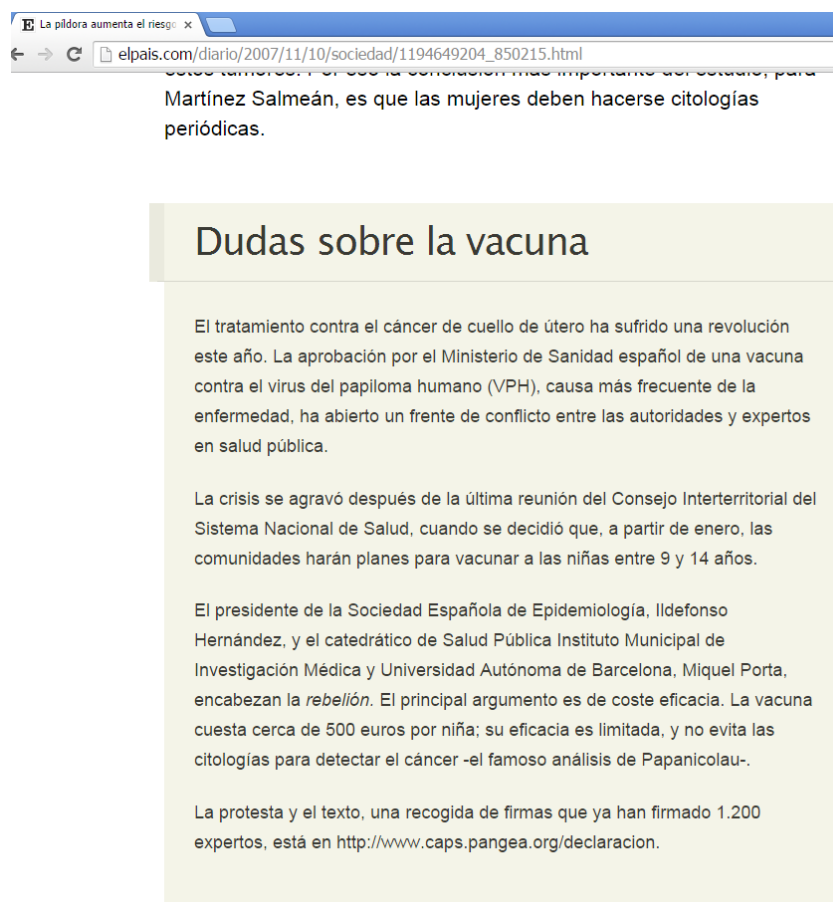 La píldora aumenta el riesgo
elpais.com/diario/2007/11/10/sociedad/1194649204_850215.html
Martínez Salmeán, es que las mujeres deben hacerse citologías
periódicas.
Dudas sobre la vacuna
El tratamiento contra el cáncer de cuello de útero ha sufrido una revolución
este año. La aprobación por el Ministerio de Sanidad español de una vacuna
contra el virus del papiloma humano (VPH), causa más frecuente de la
enfermedad, ha abierto un frente de conflicto entre las autoridades y expertos
en salud pública.
La crisis se agravó después de la última reunión del Consejo Interterritorial del
Sistema Nacional de Salud, cuando se decidió que, a partir de enero, las
comunidades harán planes para vacunar a las niñas entre 9 y 14 años.
El presidente de la Sociedad Española de Epidemiología, Ildefonso
Hernández, y el catedrático de Salud Pública Instituto Municipal de
Investigación Médica y Universidad Autónoma de Barcelona, Miquel Porta,
encabezan la rebelión. El principal argumento es de coste eficacia. La vacuna
cuesta cerca de 500 euros por niña; su eficacia es limitada, y no evita las
citologías para detectar el cáncer -el famoso análisis de Papanicolau-.
La protesta y el texto, una recogida de firmas que ya han firmado 1.200
expertos, está en http://www.caps.pangea.org/declaracion.